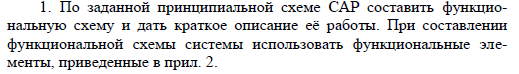 1. По заданной принципиальной схеме САР составить функцио-
нальную схему и дать краткое описание её работы. При составлении
функциональной схемы системы использовать функциональные эле-
менты, приведенные в прил. 2.